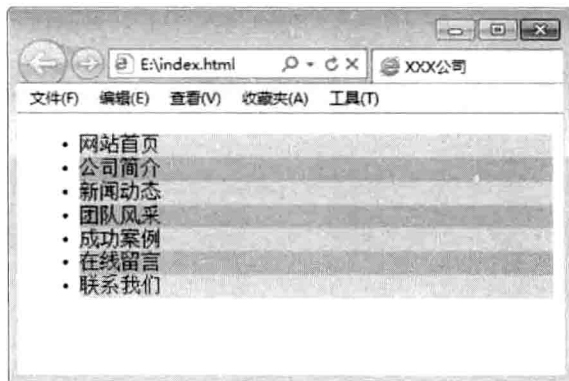 E:\index.html
XXX公司
文件(F) 编辑(E) 查看(V) 收藏夹(A) 工具(T)
• 网站首页
• 公司简介
• 新闻动态
• 团队风采
• 成功案例
• 在线留言
• 联系我们